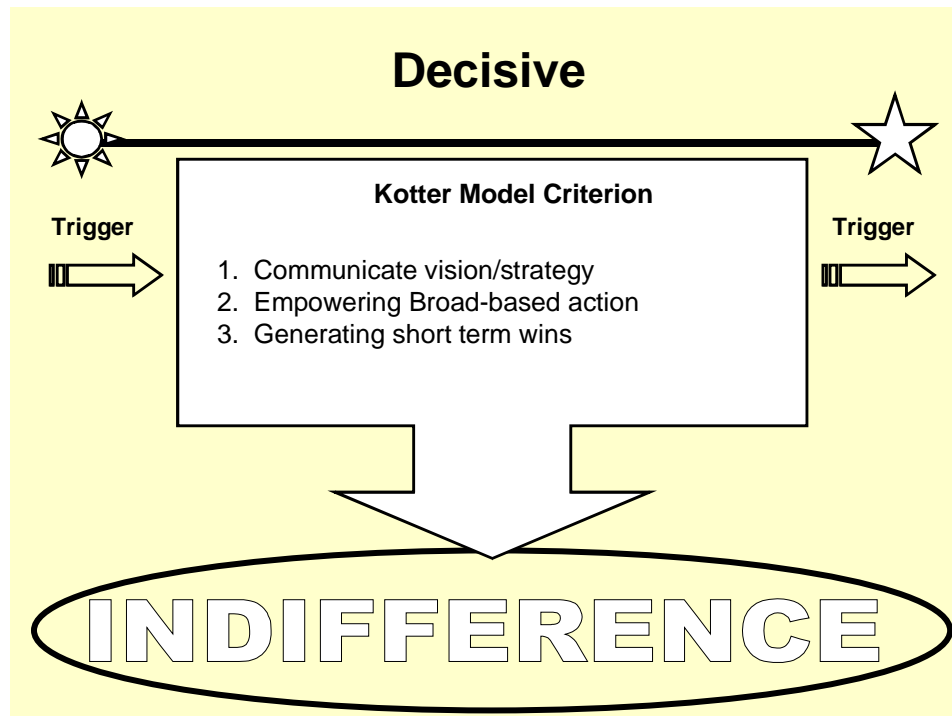 Decisive
Kotter Model Criterion
Trigger
Trigger
1. Communicate vision/strategy
2. Empowering Broad-based action
3. Generating short term wins
INDIFFERENCE